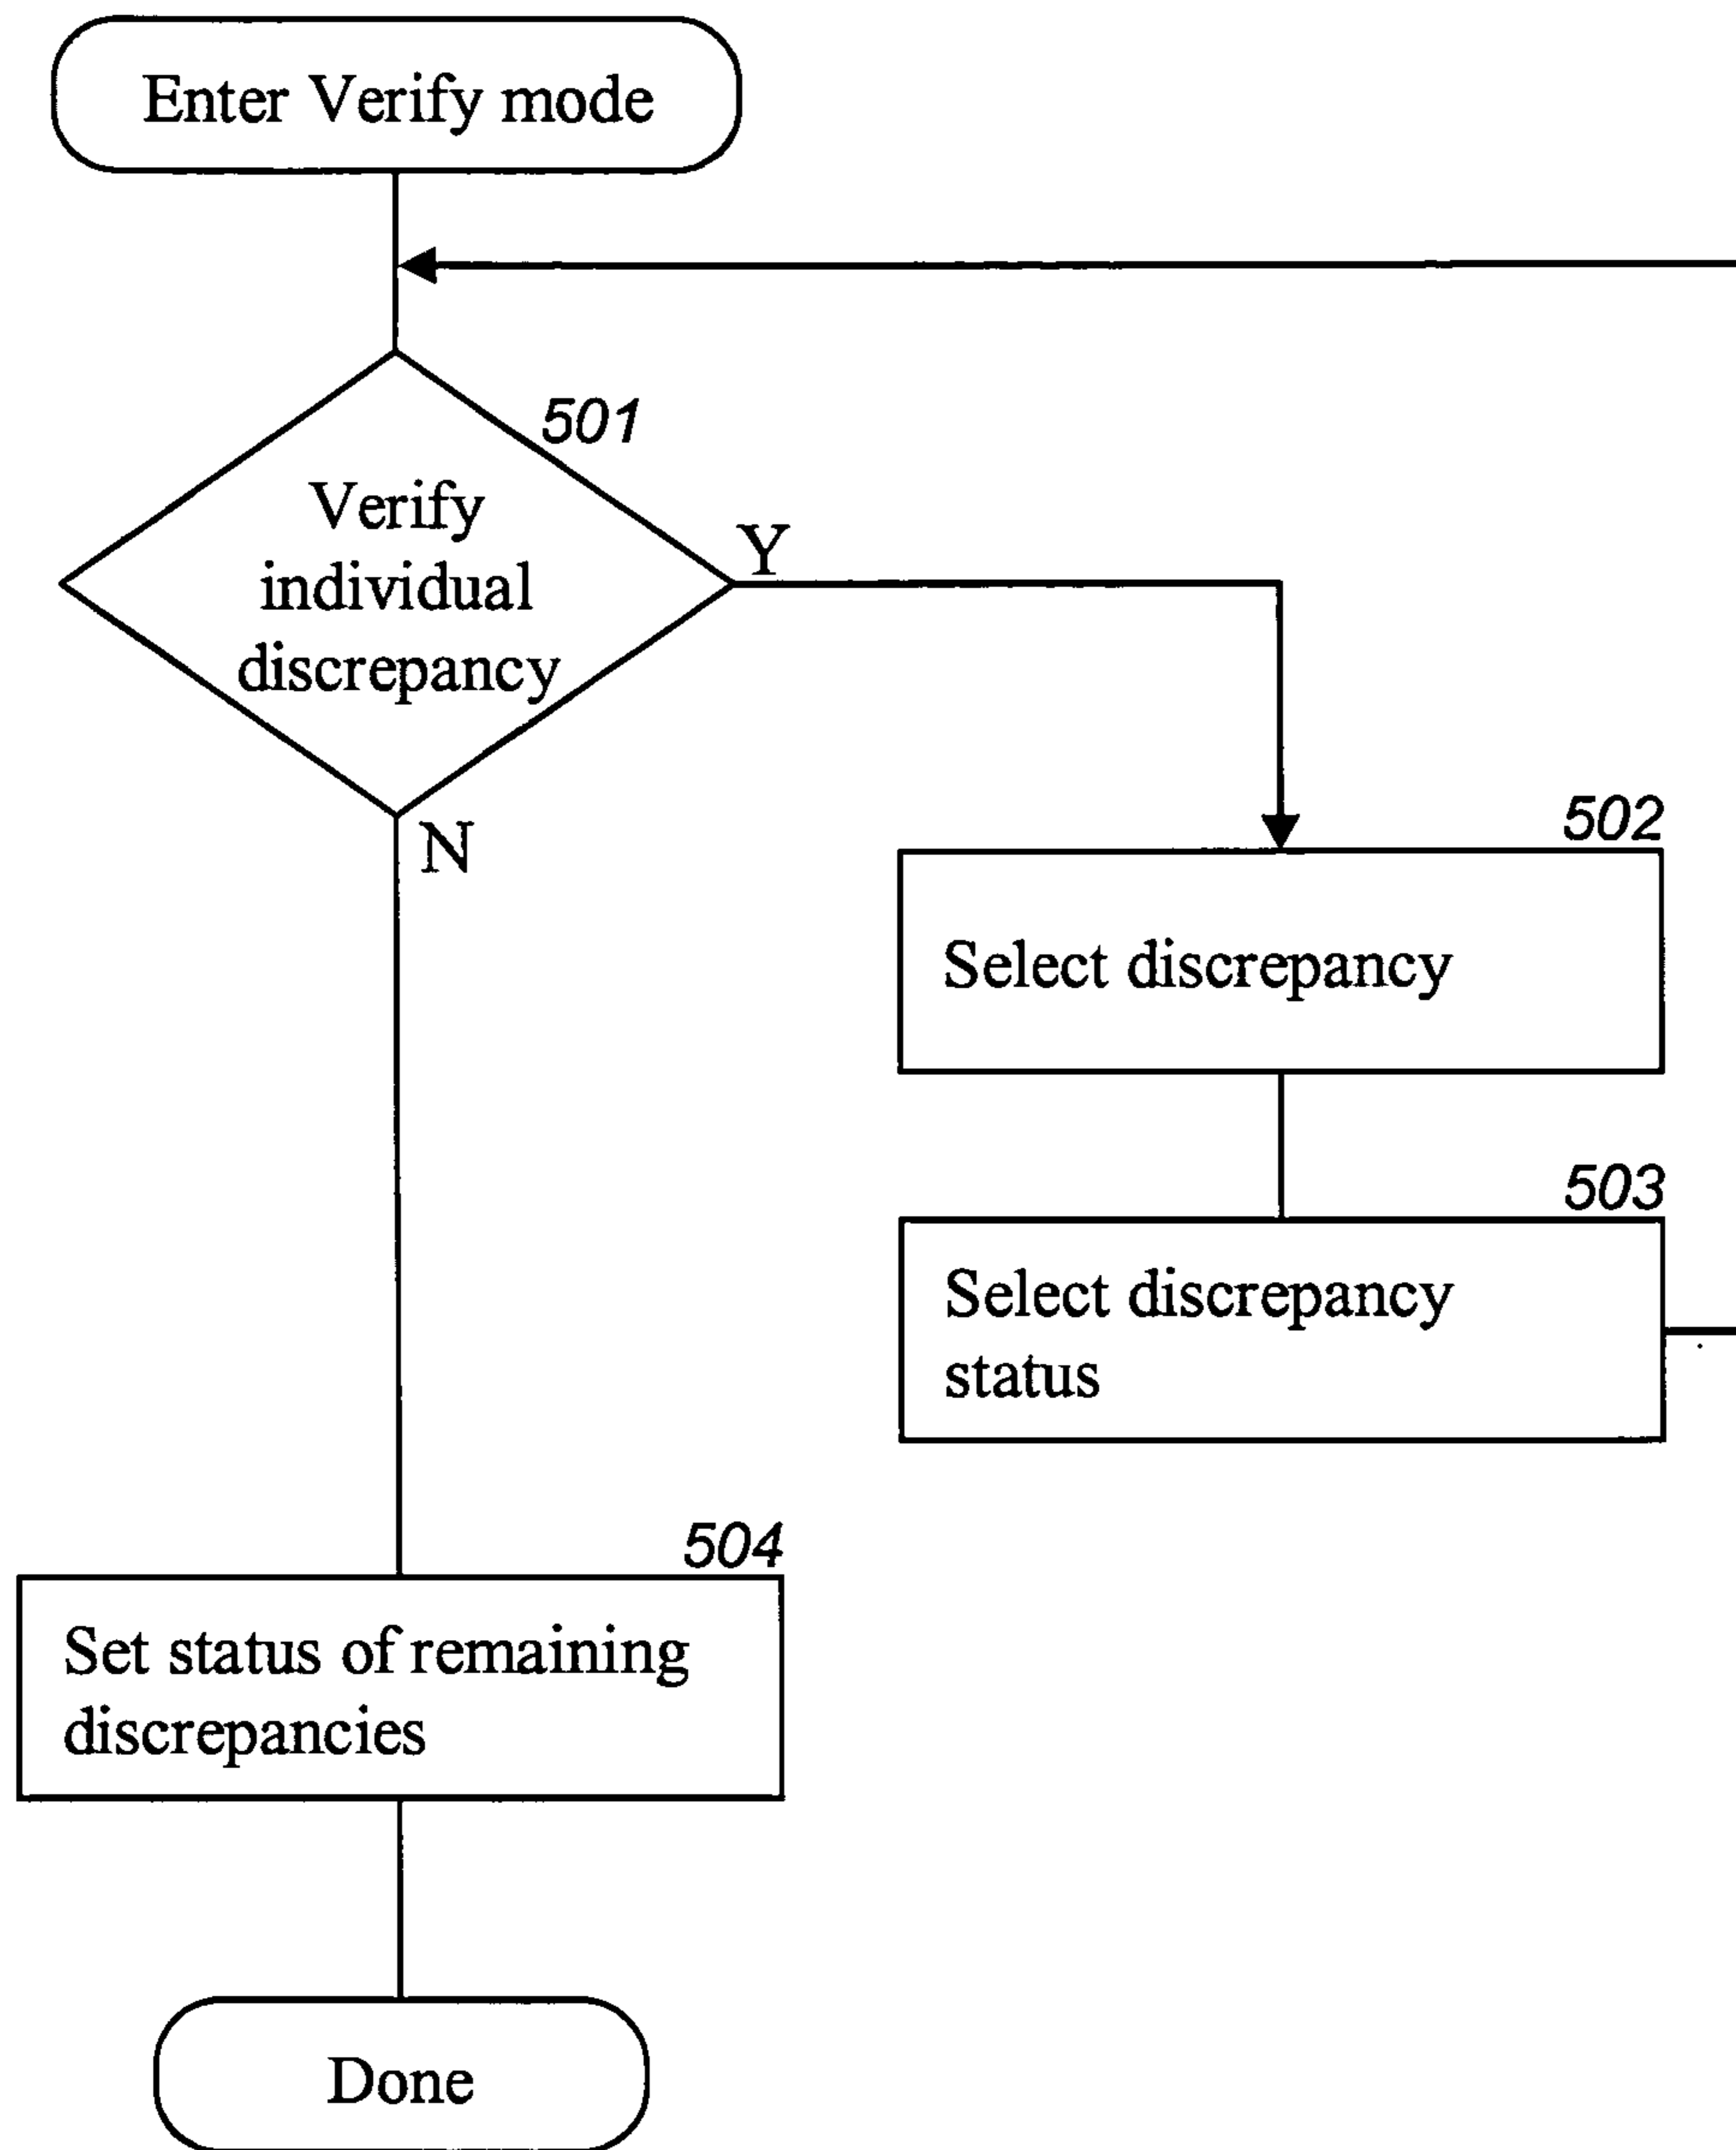 Enter Verify mode
501
Verify
individual
discrepancy
Y
N
502
Select discrepancy
503
Select discrepancy
status
504
Set status of remaining
discrepancies
Done